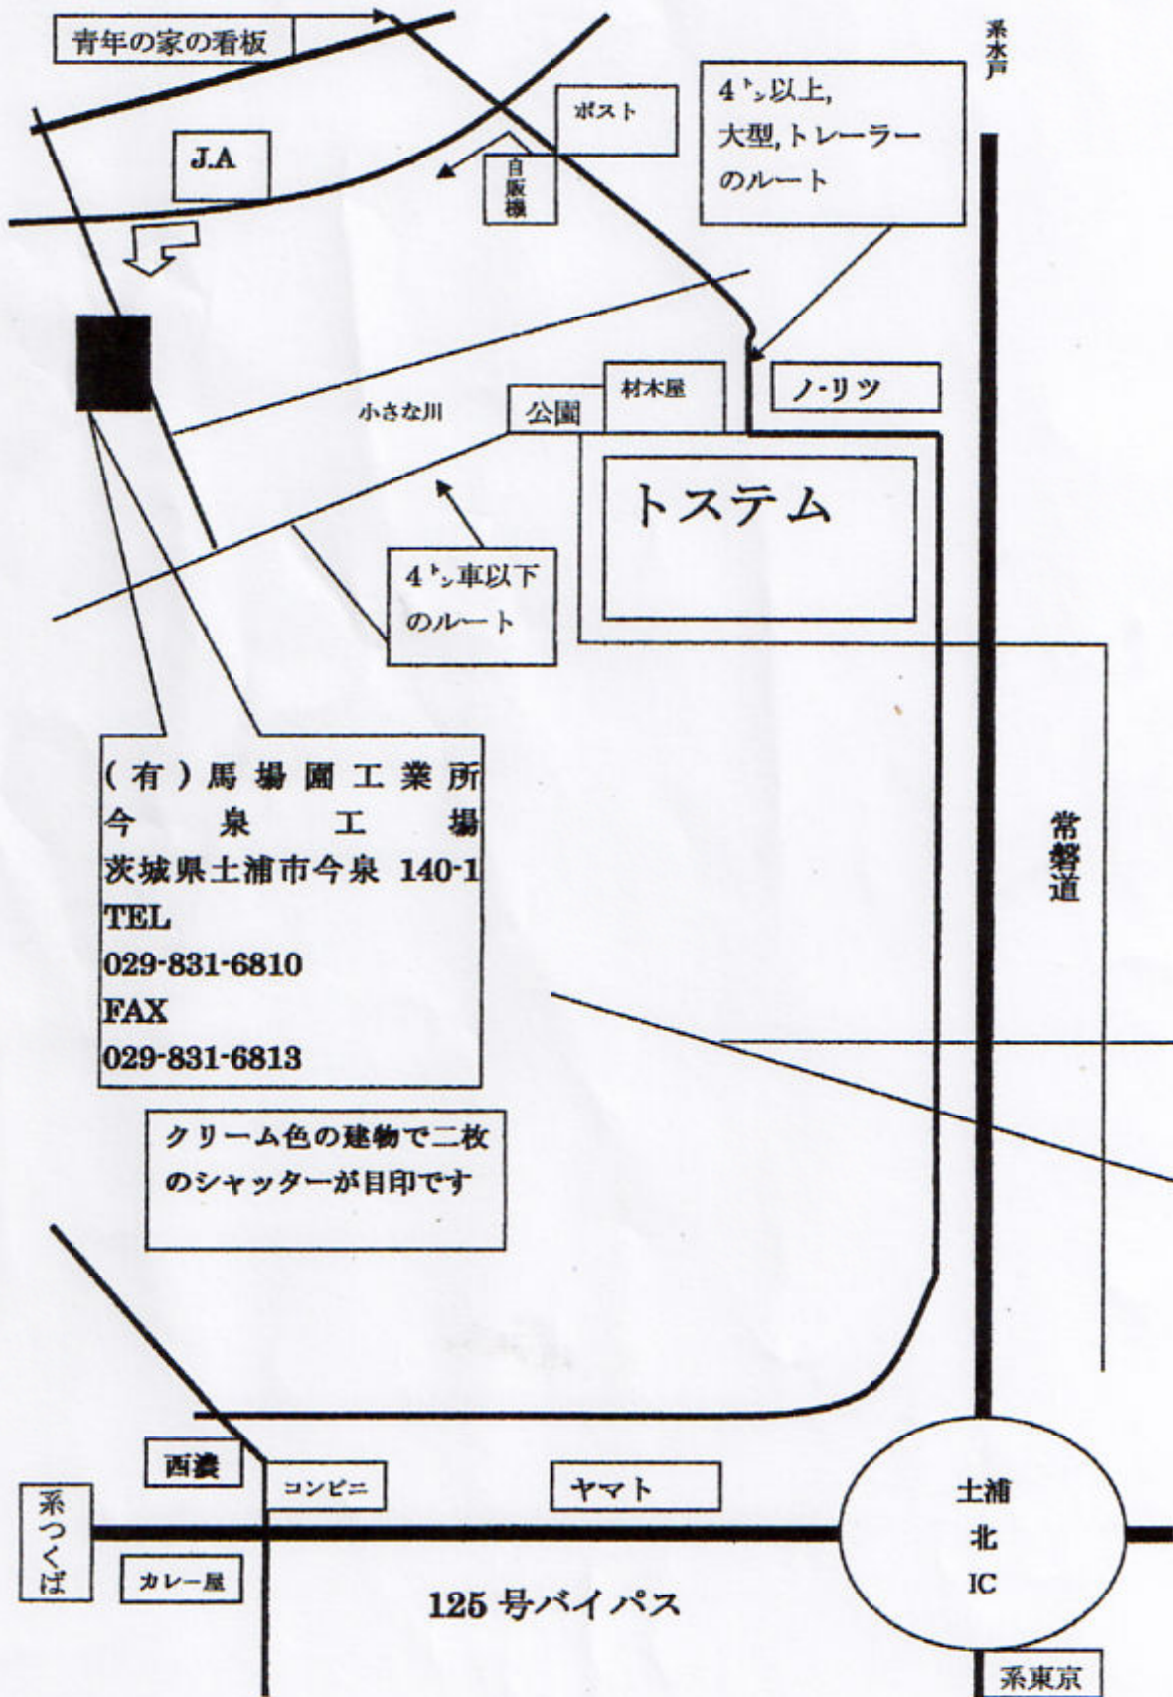 青年の家の看板
系水戸
ポスト
4㌧以上,
大型,トレーラー
のルート
J.A
自販機
材木屋
ノ-リツ
公園
小さな川
トステム
4㌧車以下
のルート
(有)馬場園工業所
今泉工場
茨城県土浦市今泉 140-1
TEL
029-831-6810
FAX
029-831-6813
常磐道
クリーム色の建物で二枚
のシャッターが目印です
西濃
コンビニ
ヤマト
土浦
北
IC
系つくば
カレー屋
125 号バイパス
系東京